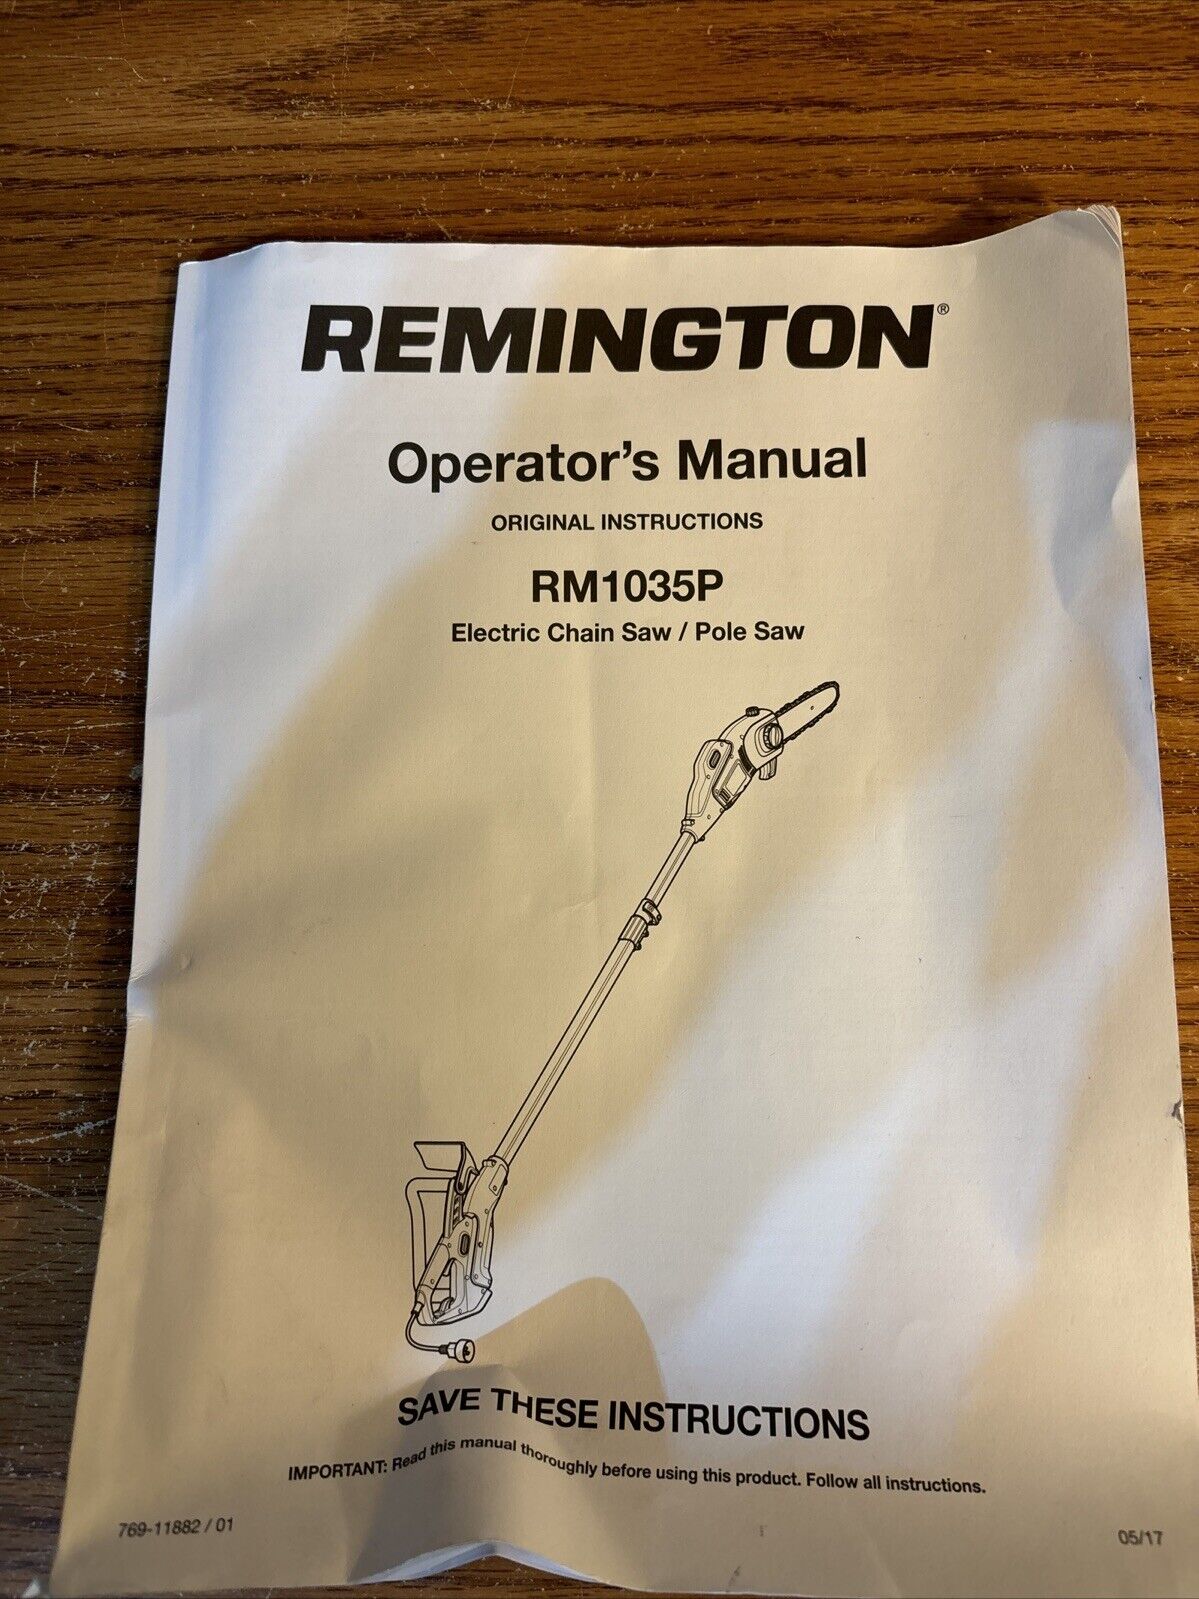 REMINGTON®
Operator's Manual
ORIGINAL INSTRUCTIONS
RM1035P
Electric Chain Saw / Pole Saw
SAVE THESE INSTRUCTIONS
IMPORTANT: Read this manual thoroughly before using this product. Follow all instructions.
769-11882 / 01
05/17